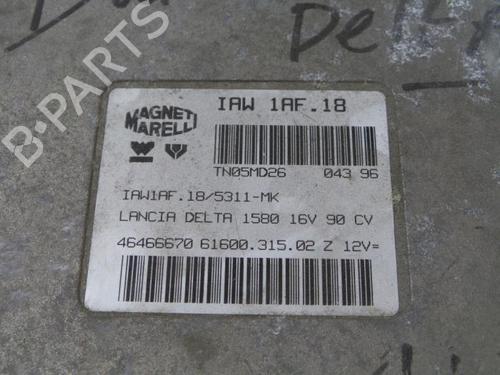 Delta
B-PARTS
MAGNETI MARELLI
IAW 1AF.18
TN05MD26 043 96
IAW1AF.18/5311-MK
LANCIA DELTA 1580 16V 90 CV
46466670 61600.315.02 Z 12V=